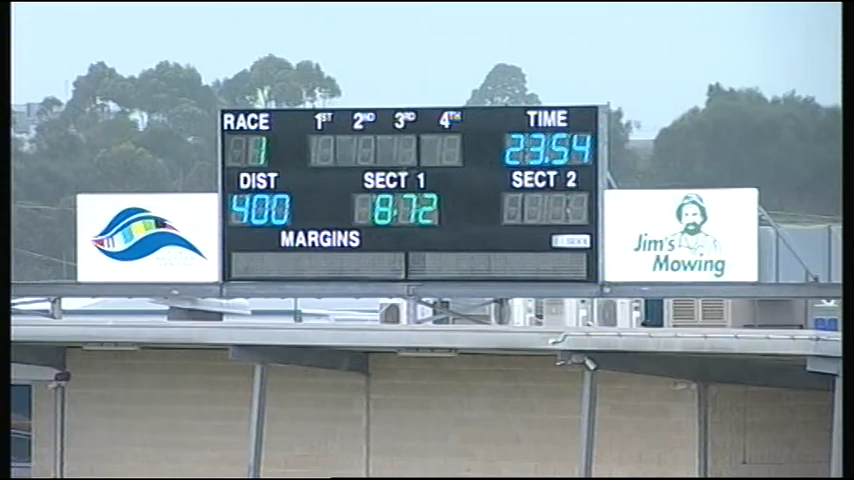 RACE 1ST 2ND 3RD 4TH TIME
1 23.54
DIST SECT 1 SECT 2
400 8.72
MARGINS
Jim's
Mowing